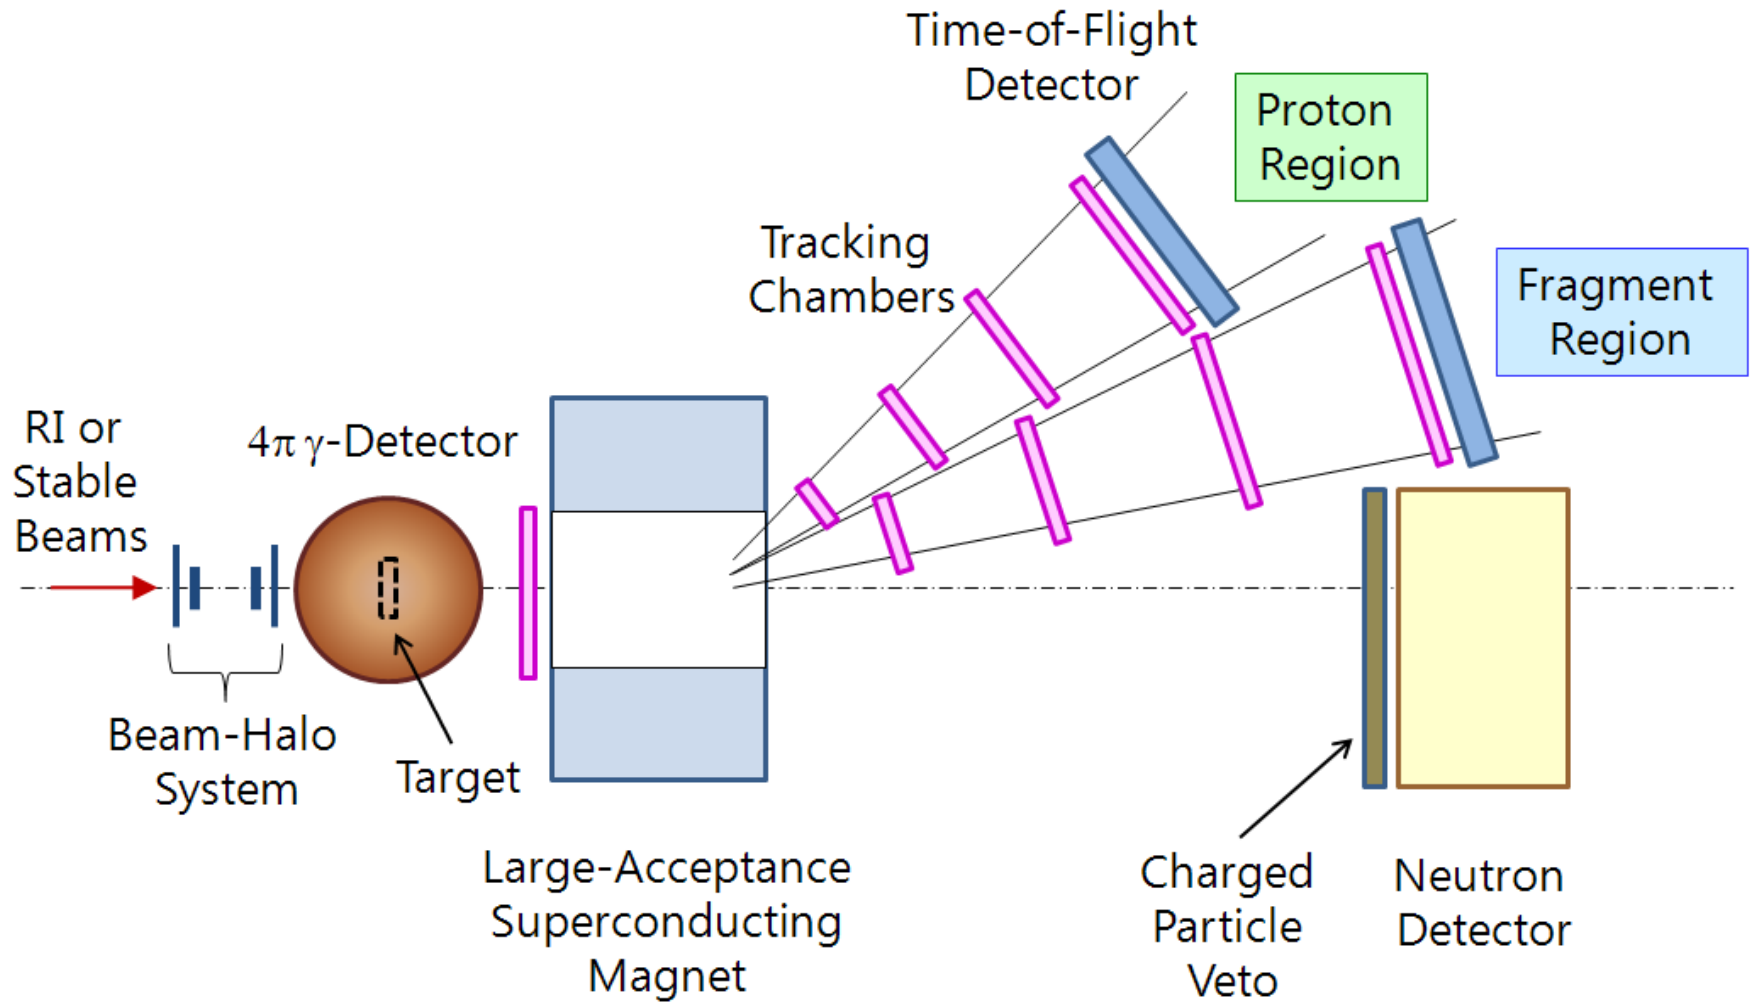 Time-of-Flight
Detector
Proton
Region
Tracking
Chambers
Fragment
Region
RI or
Stable
Beams
4π γ-Detector
Beam-Halo
System
Target
Large-Acceptance
Superconducting
Magnet
Charged
Particle
Veto
Neutron
Detector